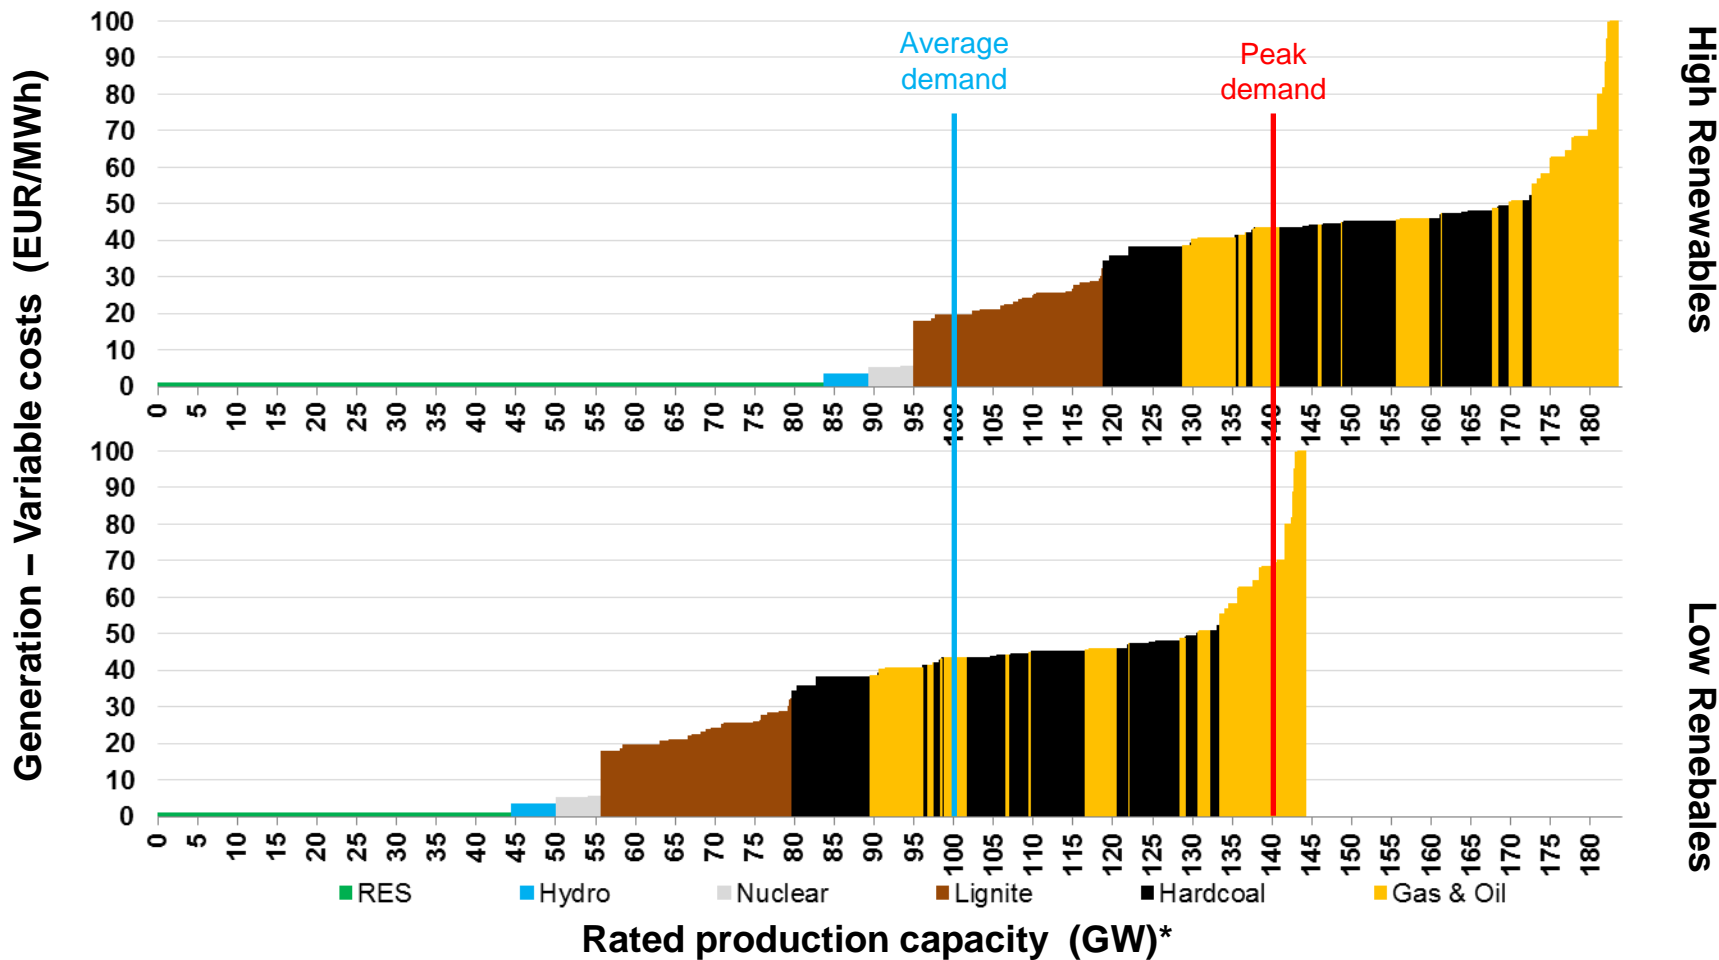 Generation – Variable costs (EUR/MWh)
100
90
80
70
60
50
40
30
20
10
0
Average
demand
Peak
demand
High Renewables
0 5 10 15 20 25 30 35 40 45 50 55 60 65 70 75 80 85 90 95 100 105 110 115 120 125 130 135 140 145 150 155 160 165 170 175 180
100
90
80
70
60
50
40
30
20
10
0
Low Renebales
0 5 10 15 20 25 30 35 40 45 50 55 60 65 70 75 80 85 90 95 100 105 110 115 120 125 130 135 140 145 150 155 160 165 170 175 180
RES Hydro Nuclear Lignite Hardcoal Gas & Oil
Rated production capacity (GW)*